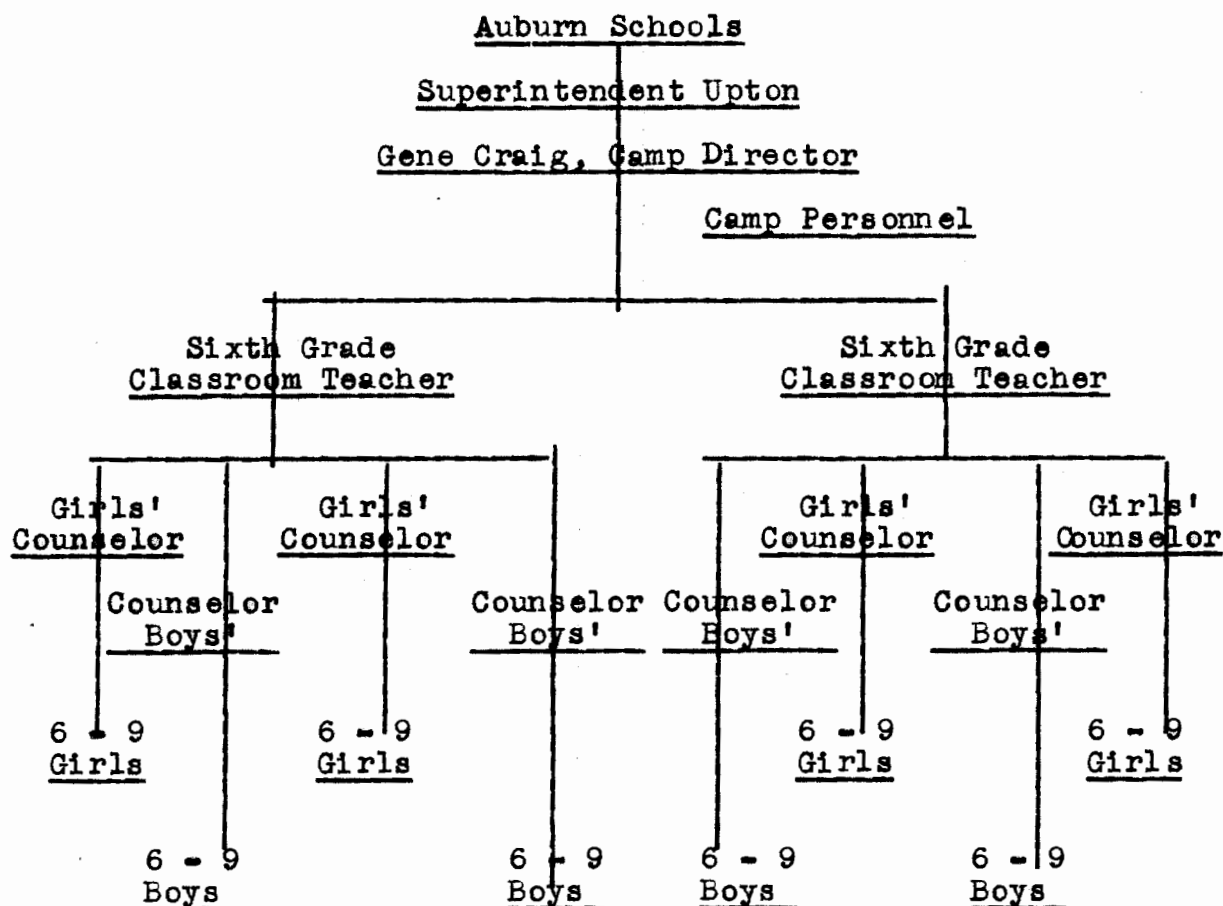 Auburn Schools
Superintendent Upton
Gene Craig, Camp Director
Camp Personnel
Sixth Grade
Classroom Teacher
Sixth Grade
Classroom Teacher
Girls'
Counselor
Girls'
Counselor
Girls'
Counselor
Girls'
Counselor
Counselor
Boys'
Counselor
Boys'
Counselor
Boys'
Counselor
Boys'
6 - 9
Girls
6 - 9
Girls
6 - 9
Girls
6 - 9
Girls
6 - 9
Boys
6 - 9
Boys
6 - 9
Boys
6 - 9
Boys